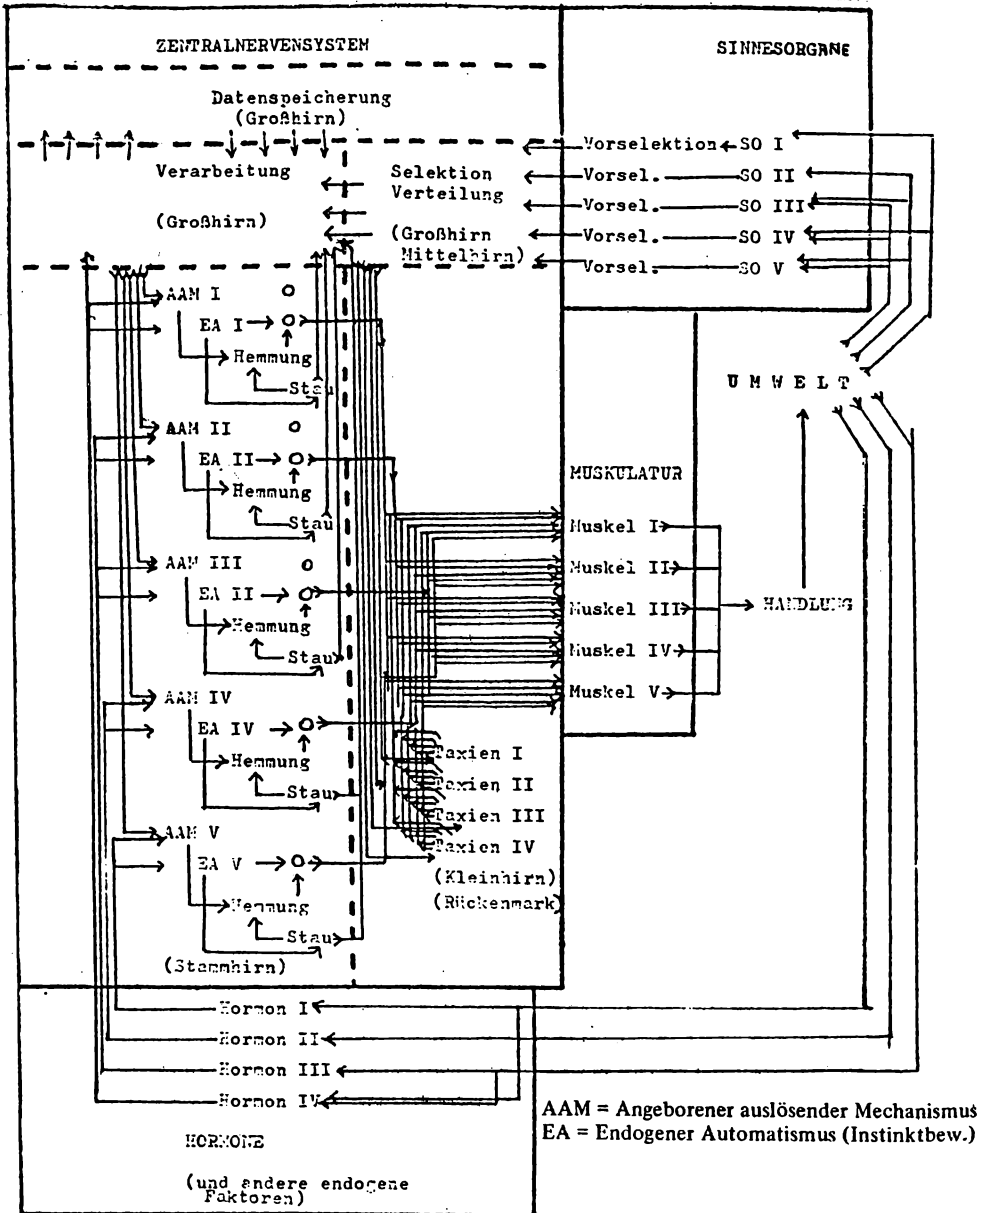 ZENTRALNERVENSYSTEM
SINNESORGANE
Datenspeicherung
(Großhirn)
Verarbeitung
(Großhirn)
Selektion
Verteilung
(Großhirn
Mittelhirn)
Vorselektion SO I
Vorsel. SO II
Vorsel. SO III
Vorsel. SO IV
Vorsel. SO V
AAM I
EA I
Hemmung
Stau
AAM II
EA II
Hemmung
Stau
AAM III
EA II
Hemmung
Stau
AAM IV
EA IV
Hemmung
Stau
AAM V
EA V
Hemmung
Stau
(Stammhirn)
UMWELT
MUSKULATUR
Muskel I
Muskel II
Muskel III
Muskel IV
Muskel V
HANDLUNG
Taxien I
Taxien II
Taxien III
Taxien IV
(Kleinhirn)
(Rückenmark)
Hormon I
Hormon II
Hormon III
Hormon IV
HORMONE
(und andere endogene
Faktoren)
AAM = Angeborener auslösender Mechanismus
EA = Endogener Automatismus (Instinktbew.)